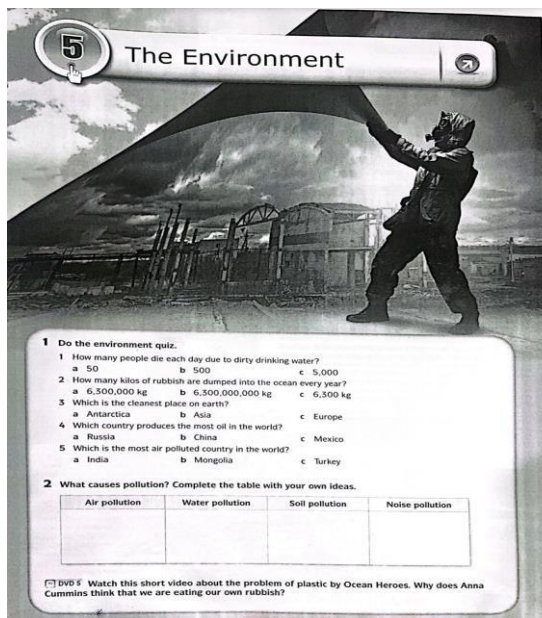 5
The Environment
1 Do the environment quiz.
1 How many people die each day due to dirty drinking water?
a 50 b 500 c 5,000
2 How many kilos of rubbish are dumped into the ocean every year?
a 6,300,000 kg b 6,300,000,000 kg c 6,300 kg
3 Which is the cleanest place on earth?
a Antarctica b Asia c Europe
4 Which country produces the most oil in the world?
a Russia b China c Mexico
5 Which is the most air polluted country in the world?
a India b Mongolia c Turkey
2 What causes pollution? Complete the table with your own ideas.
Air pollution Water pollution Soil pollution Noise pollution
DVD 5 Watch this short video about the problem of plastic by Ocean Heroes. Why does Anna
Cummins think that we are eating our own rubbish?